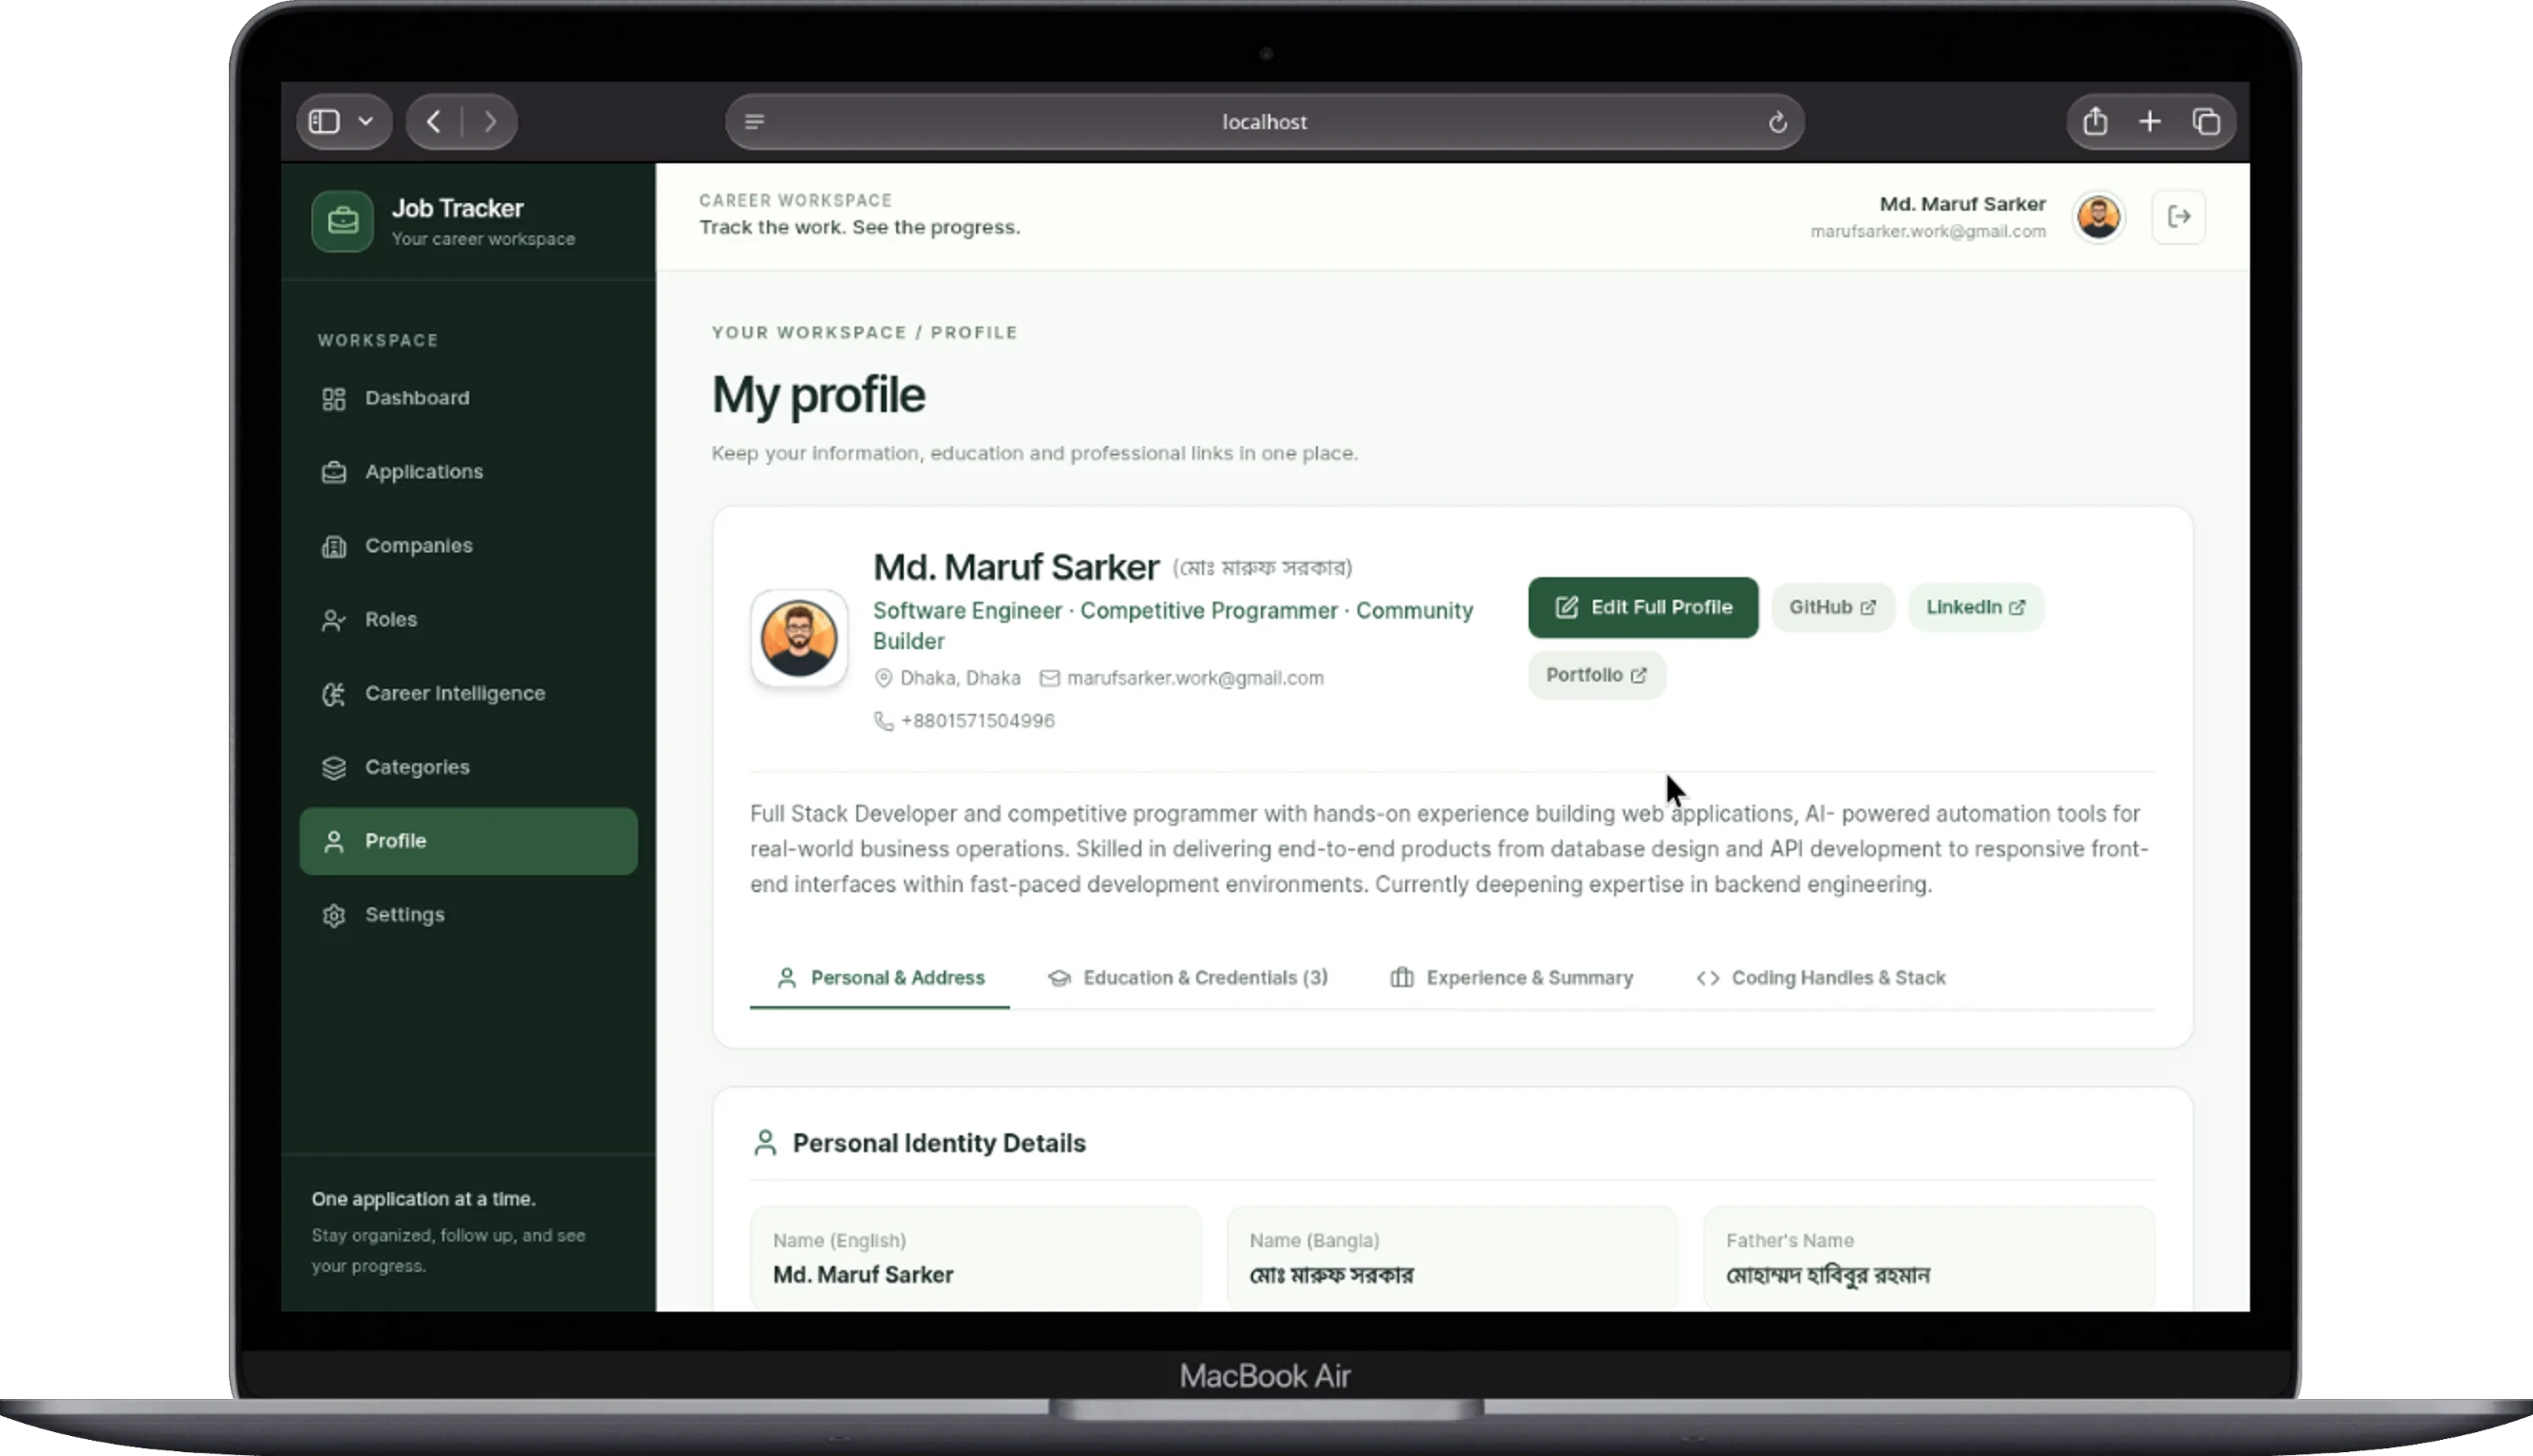 localhost
Job Tracker
Your career workspace
WORKSPACE
Dashboard
Applications
Companies
Roles
Career Intelligence
Categories
Profile
Settings
One application at a time.
Stay organized, follow up, and see
your progress.
CAREER WORKSPACE
Track the work. See the progress.
Md. Maruf Sarker
marufsarker.work@gmail.com
YOUR WORKSPACE / PROFILE
My profile
Keep your information, education and professional links in one place.
Md. Maruf Sarker (মোঃ মারুফ সরকার)
Software Engineer · Competitive Programmer · Community
Builder
Dhaka, Dhaka marufsarker.work@gmail.com
+8801571504996
Edit Full Profile GitHub LinkedIn
Portfolio
Full Stack Developer and competitive programmer with hands-on experience building web applications, AI- powered automation tools for
real-world business operations. Skilled in delivering end-to-end products from database design and API development to responsive front-
end interfaces within fast-paced development environments. Currently deepening expertise in backend engineering.
Personal & Address Education & Credentials (3) Experience & Summary Coding Handles & Stack
Personal Identity Details
Name (English)
Md. Maruf Sarker
Name (Bangla)
মোঃ মারুফ সরকার
Father's Name
মোহাম্মদ হাবিবুর রহমান
MacBook Air